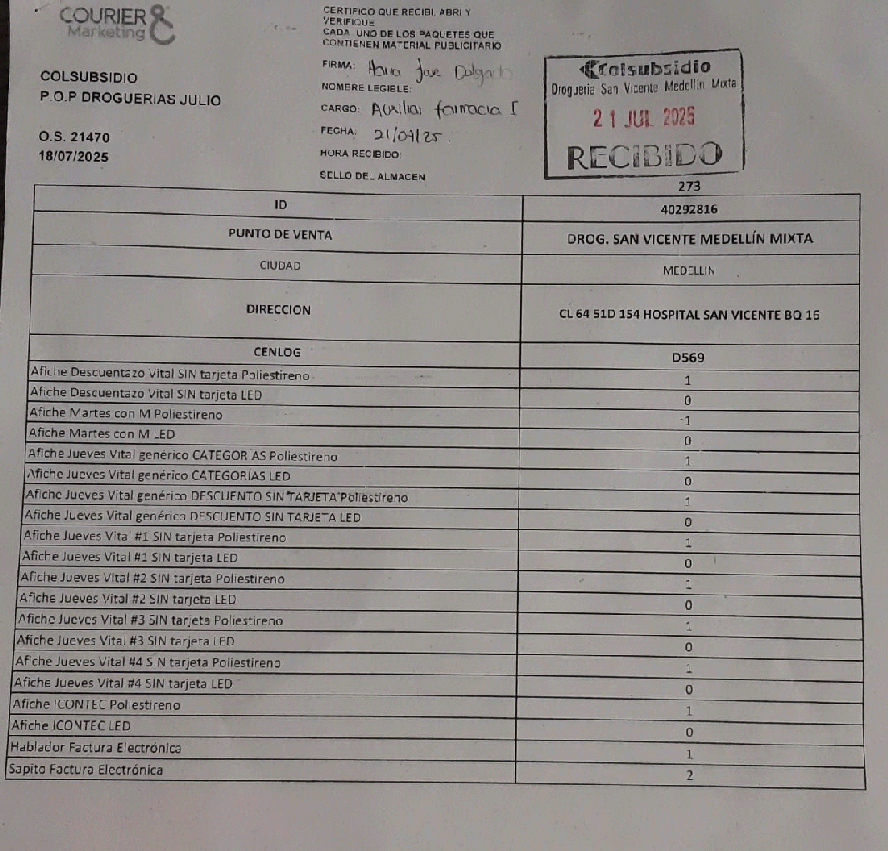 COURIER &
Marketing
COLSUBSIDIO
P.O.P DROGUERIAS JULIO
O.S. 21470
18/07/2025
CERTIFICO QUE RECIBI, ABRI Y
VERIFIQUE
CADA UNO DE LOS PAQUETES QUE
CONTIENEN MATERIAL PUBLICITARIO
FIRMA:
NOMBRE LEGIBLE:
CARGO: Auxiliar farmacia I
FECHA: 21/07/25
HORA RECIBIDO:
SELLO DEL ALMACEN
Colsubsidio
Drogueria San Vicente Medellin Mixta
21 JUL 2025
RECIBIDO
273
ID 40292816
PUNTO DE VENTA DROG. SAN VICENTE MEDELLÍN MIXTA
CIUDAD MEDELLIN
DIRECCION CL 64 51D 154 HOSPITAL SAN VICENTE BQ 15
CENLOG D569
Afiche Descuentazo Vital SIN tarjeta Poliestireno 1
Afiche Descuentazo Vital SIN tarjeta LED 0
Afiche Martes con M Poliestireno 1
Afiche Martes con M LED 0
Afiche Jueves Vital genérico CATEGORIAS Poliestireno 1
Afiche Jueves Vital genérico CATEGORIAS LED 0
Afiche Jueves Vital genérico DESCUENTO SIN TARJETA Poliestireno 1
Afiche Jueves Vital genérico DESCUENTO SIN TARJETA LED 0
Afiche Jueves Vital #1 SIN tarjeta Poliestireno 1
Afiche Jueves Vital #1 SIN tarjeta LED 0
Afiche Jueves Vital #2 SIN tarjeta Poliestireno 1
Afiche Jueves Vital #2 SIN tarjeta LED 0
Afiche Jueves Vital #3 SIN tarjeta Poliestireno 1
Afiche Jueves Vital #3 SIN tarjeta LED 0
Afiche Jueves Vital #4 SIN tarjeta Poliestireno 1
Afiche Jueves Vital #4 SIN tarjeta LED 0
Afiche ICONTEC Poliestireno 1
Afiche ICONTEC LED 0
Hablador Factura Electrónica 1
Sapito Factura Electrónica 2